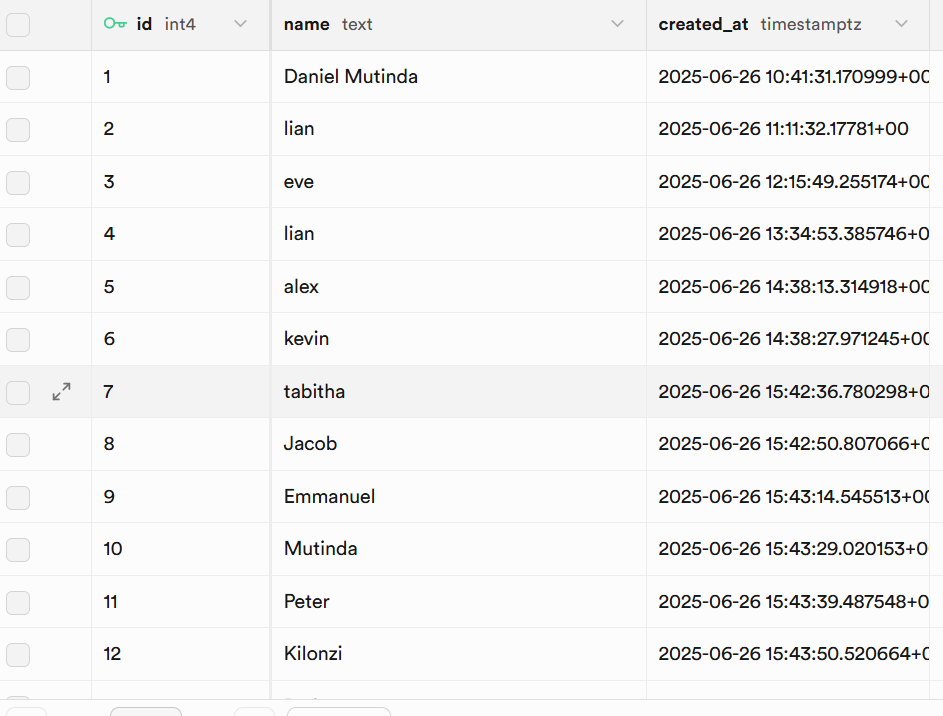 id int4 name text created_at timestamptz
1 Daniel Mutinda 2025-06-26 10:41:31.170999+00
2 lian 2025-06-26 11:11:32.17781+00
3 eve 2025-06-26 12:15:49.255174+00
4 lian 2025-06-26 13:34:53.385746+0
5 alex 2025-06-26 14:38:13.314918+00
6 kevin 2025-06-26 14:38:27.971245+00
7 tabitha 2025-06-26 15:42:36.780298+0
8 Jacob 2025-06-26 15:42:50.807066+0
9 Emmanuel 2025-06-26 15:43:14.545513+00
10 Mutinda 2025-06-26 15:43:29.020153+0
11 Peter 2025-06-26 15:43:39.487548+0
12 Kilonzi 2025-06-26 15:43:50.520664+0